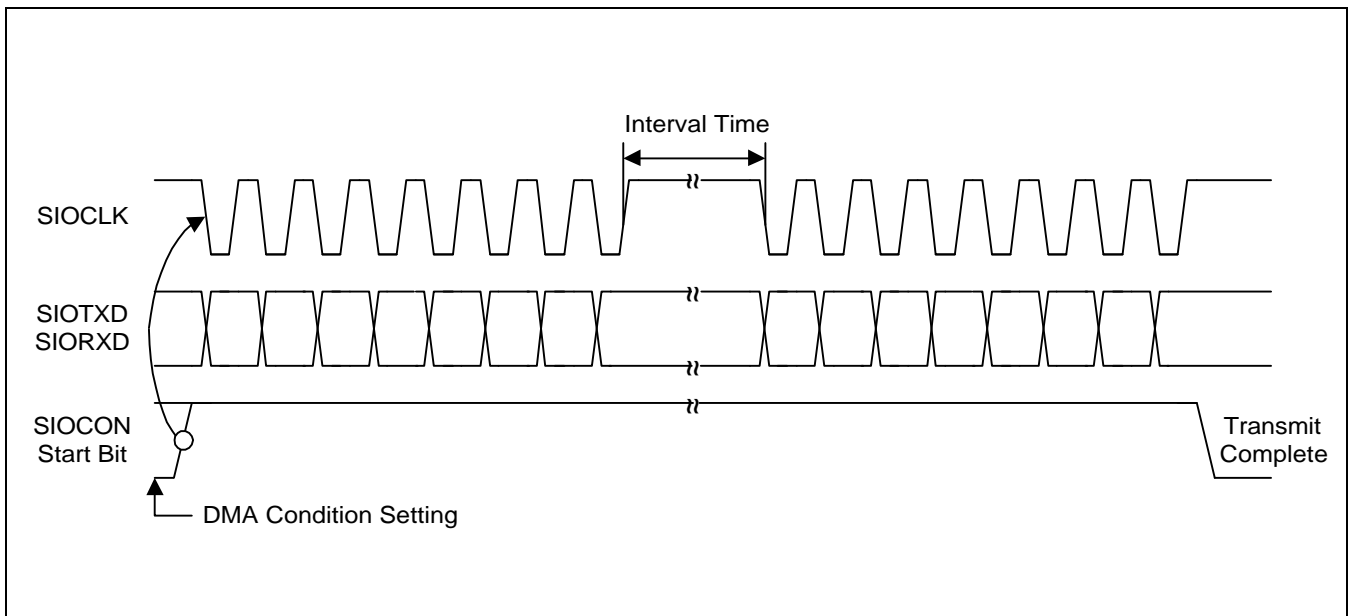 Interval Time
SIOCLK
SIOTXD
SIORXD
SIOCON
Start Bit
Transmit
Complete
DMA Condition Setting